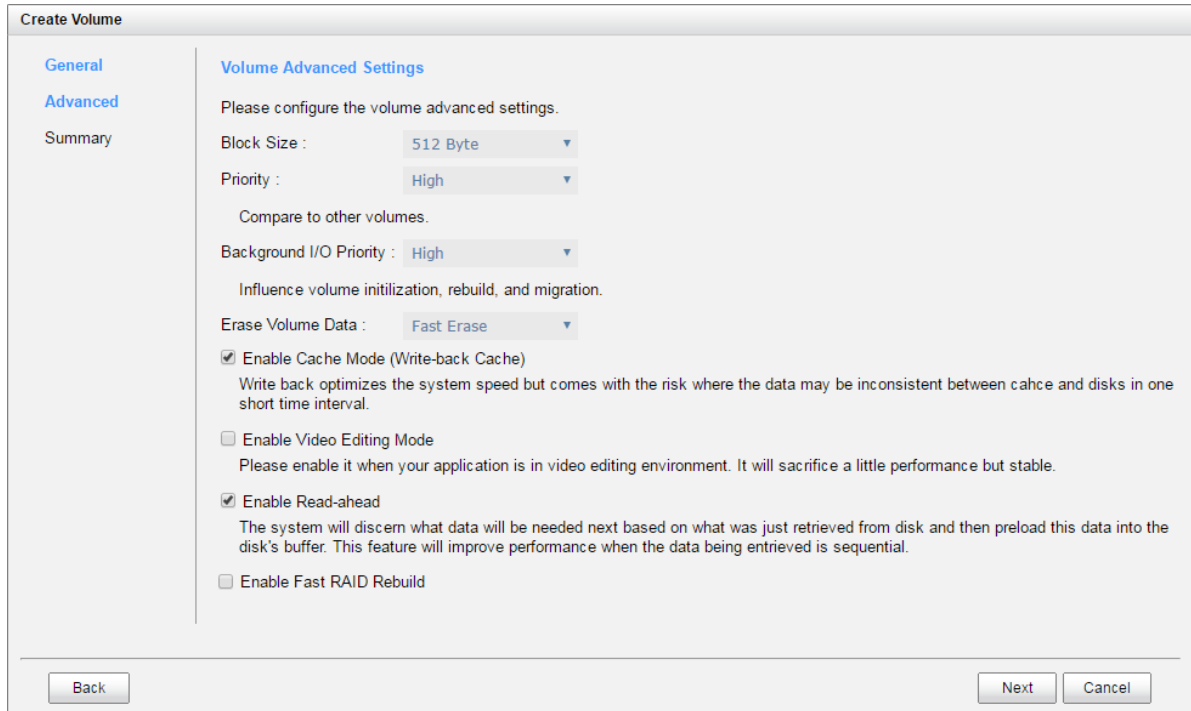 Create Volume
General
Advanced
Summary
Volume Advanced Settings
Please configure the volume advanced settings.
Block Size : 512 Byte
Priority : High
Compare to other volumes.
Background I/O Priority : High
Influence volume initilization, rebuild, and migration.
Erase Volume Data : Fast Erase
Enable Cache Mode (Write-back Cache)
Write back optimizes the system speed but comes with the risk where the data may be inconsistent between cahce and disks in one
short time interval.
Enable Video Editing Mode
Please enable it when your application is in video editing environment. It will sacrifice a little performance but stable.
Enable Read-ahead
The system will discern what data will be needed next based on what was just retrieved from disk and then preload this data into the
disk's buffer. This feature will improve performance when the data being entrieved is sequential.
Enable Fast RAID Rebuild
Back Next Cancel